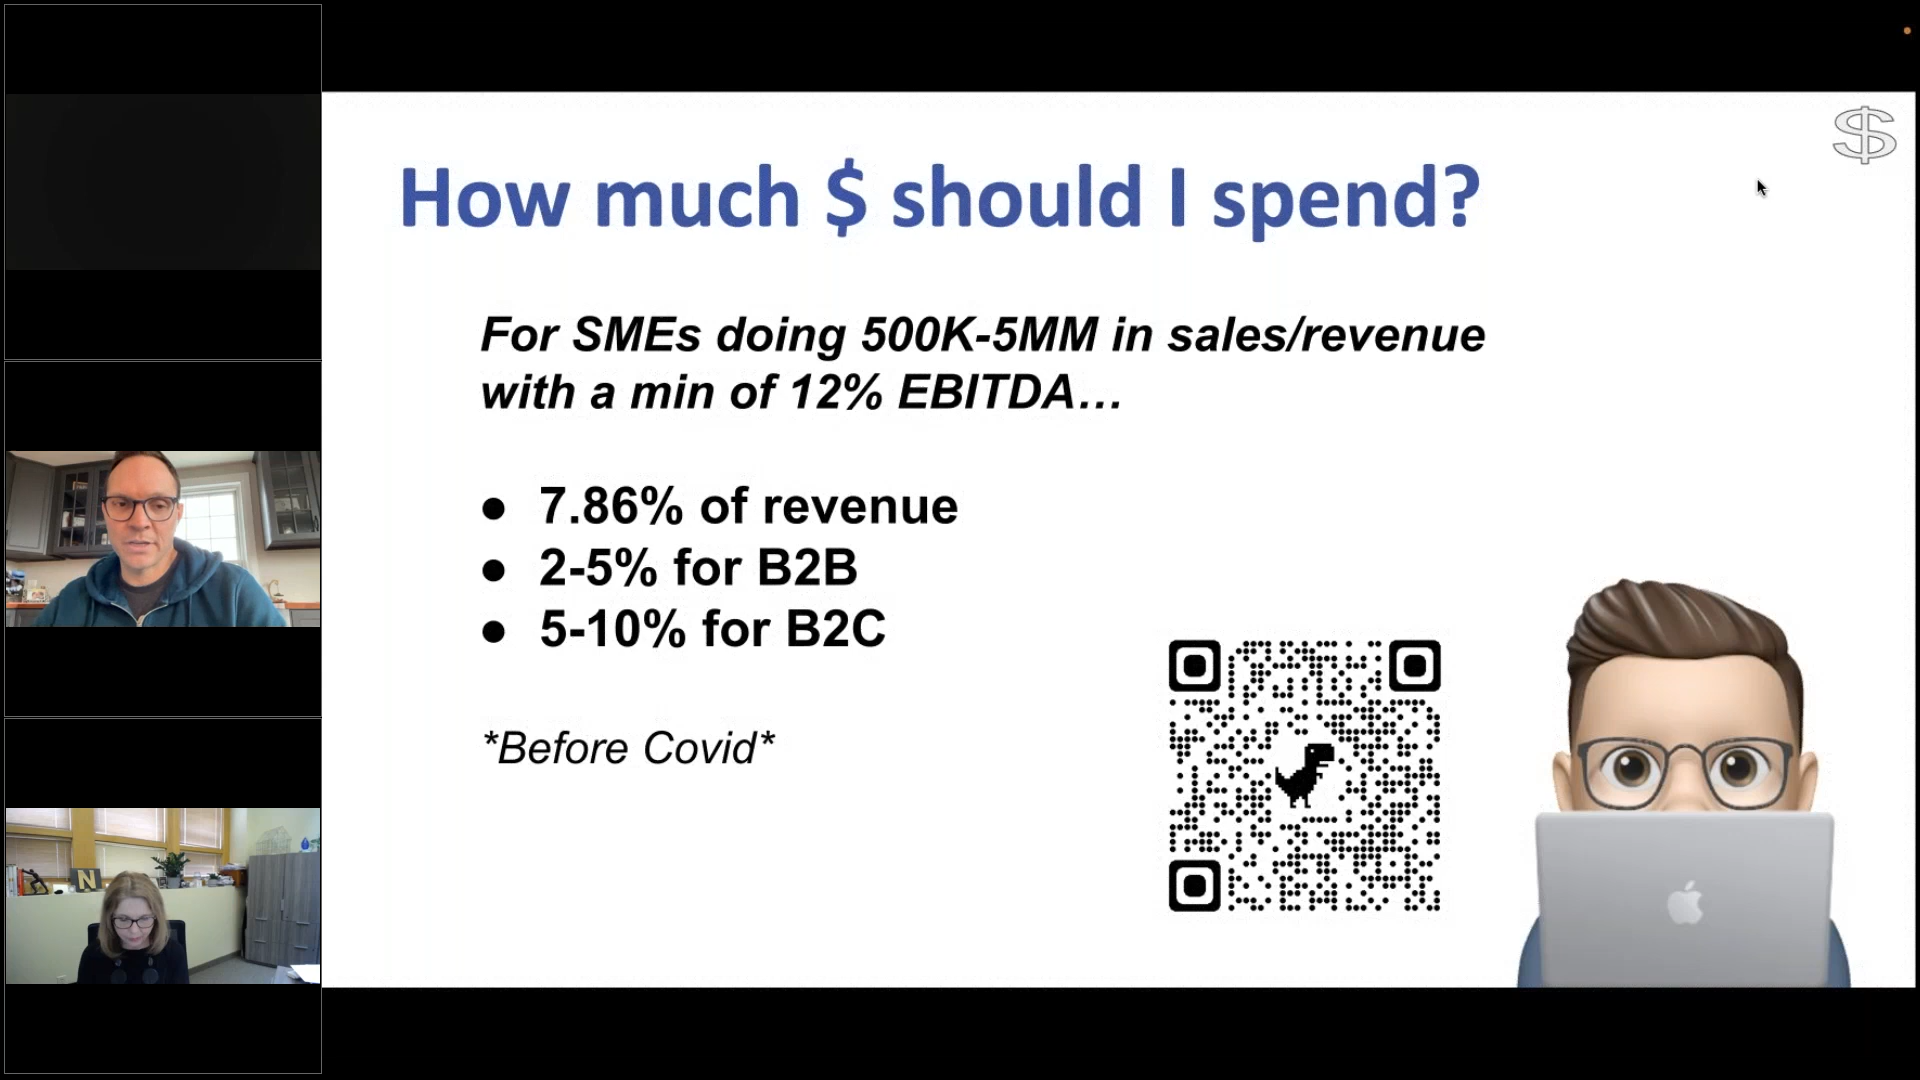 How much $ should I spend?
$
For SMEs doing 500K-5MM in sales/revenue
with a min of 12% EBITDA…
● 7.86% of revenue
● 2-5% for B2B
● 5-10% for B2C
*Before Covid*
N